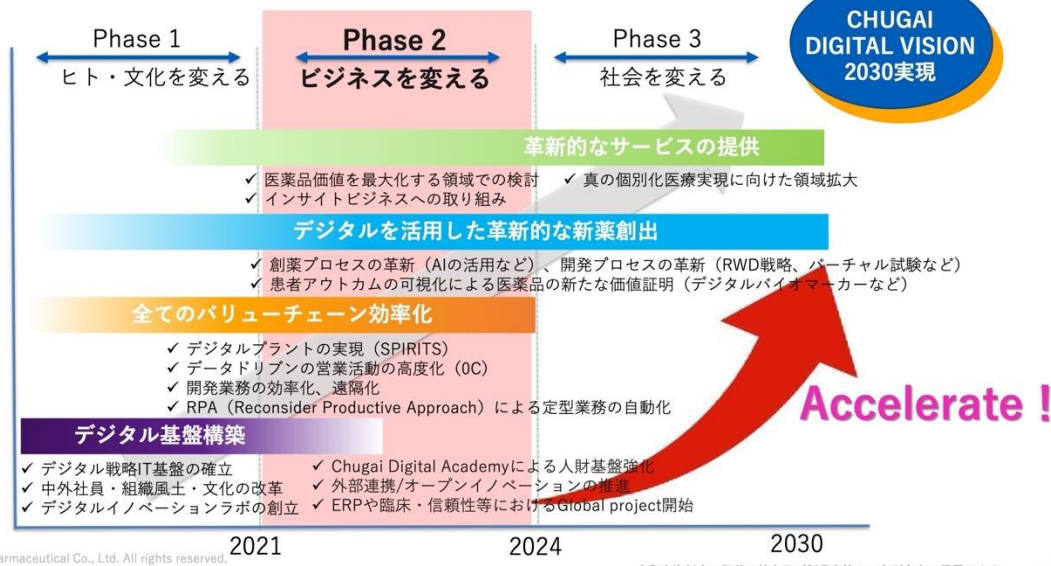 Phase 1
ヒト・文化を変える
Phase 2
ビジネスを変える
Phase 3
社会を変える
CHUGAI
DIGITAL VISION
2030実現
革新的なサービスの提供
✓ 医薬品価値を最大化する領域での検討
✓ インサイトビジネスへの取り組み
✓ 真の個別化医療実現に向けた領域拡大
デジタルを活用した革新的な新薬創出
✓ 創薬プロセスの革新（AIの活用など）、開発プロセスの革新（RWD戦略、バーチャル試験など）
✓ 患者アウトカムの可視化による医薬品の新たな価値証明（デジタルバイオマーカーなど）
全てのバリューチェーン効率化
✓ デジタルプラントの実現（SPIRITS）
✓ データドリブンの営業活動の高度化（OC）
✓ 開発業務の効率化、遠隔化
✓ RPA（Reconsider Productive Approach）による定型業務の自動化
Accelerate !
デジタル基盤構築
✓ デジタル戦略IT基盤の確立
✓ 中外社員・組織風土・文化の改革
✓ デジタルイノベーションラボの創立
✓ Chugai Digital Academyによる人財基盤強化
✓ 外部連携/オープンイノベーションの推進
✓ ERPや臨床・信頼性等におけるGlobal project開始
2021
2024
2030
armaceutical Co., Ltd. All rights reserved.